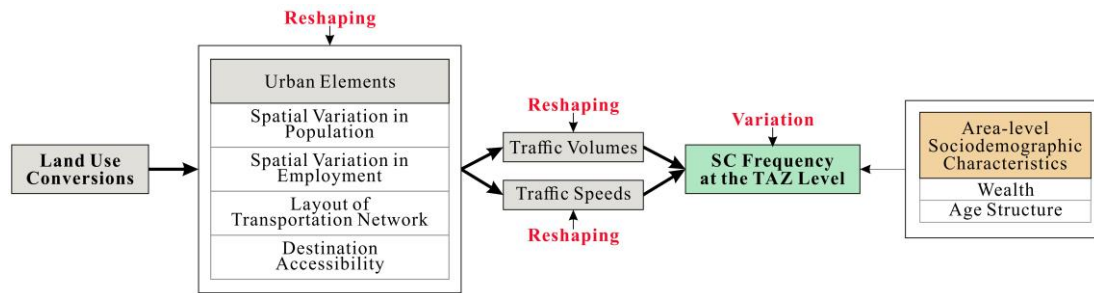 Reshaping
Urban Elements
Spatial Variation in
Population
Spatial Variation in
Employment
Layout of
Transportation Network
Destination
Accessibility
Land Use
Conversions
Reshaping
Traffic Volumes
Traffic Speeds
Reshaping
Variation
SC Frequency
at the TAZ Level
Area-level
Sociodemographic
Characteristics
Wealth
Age Structure